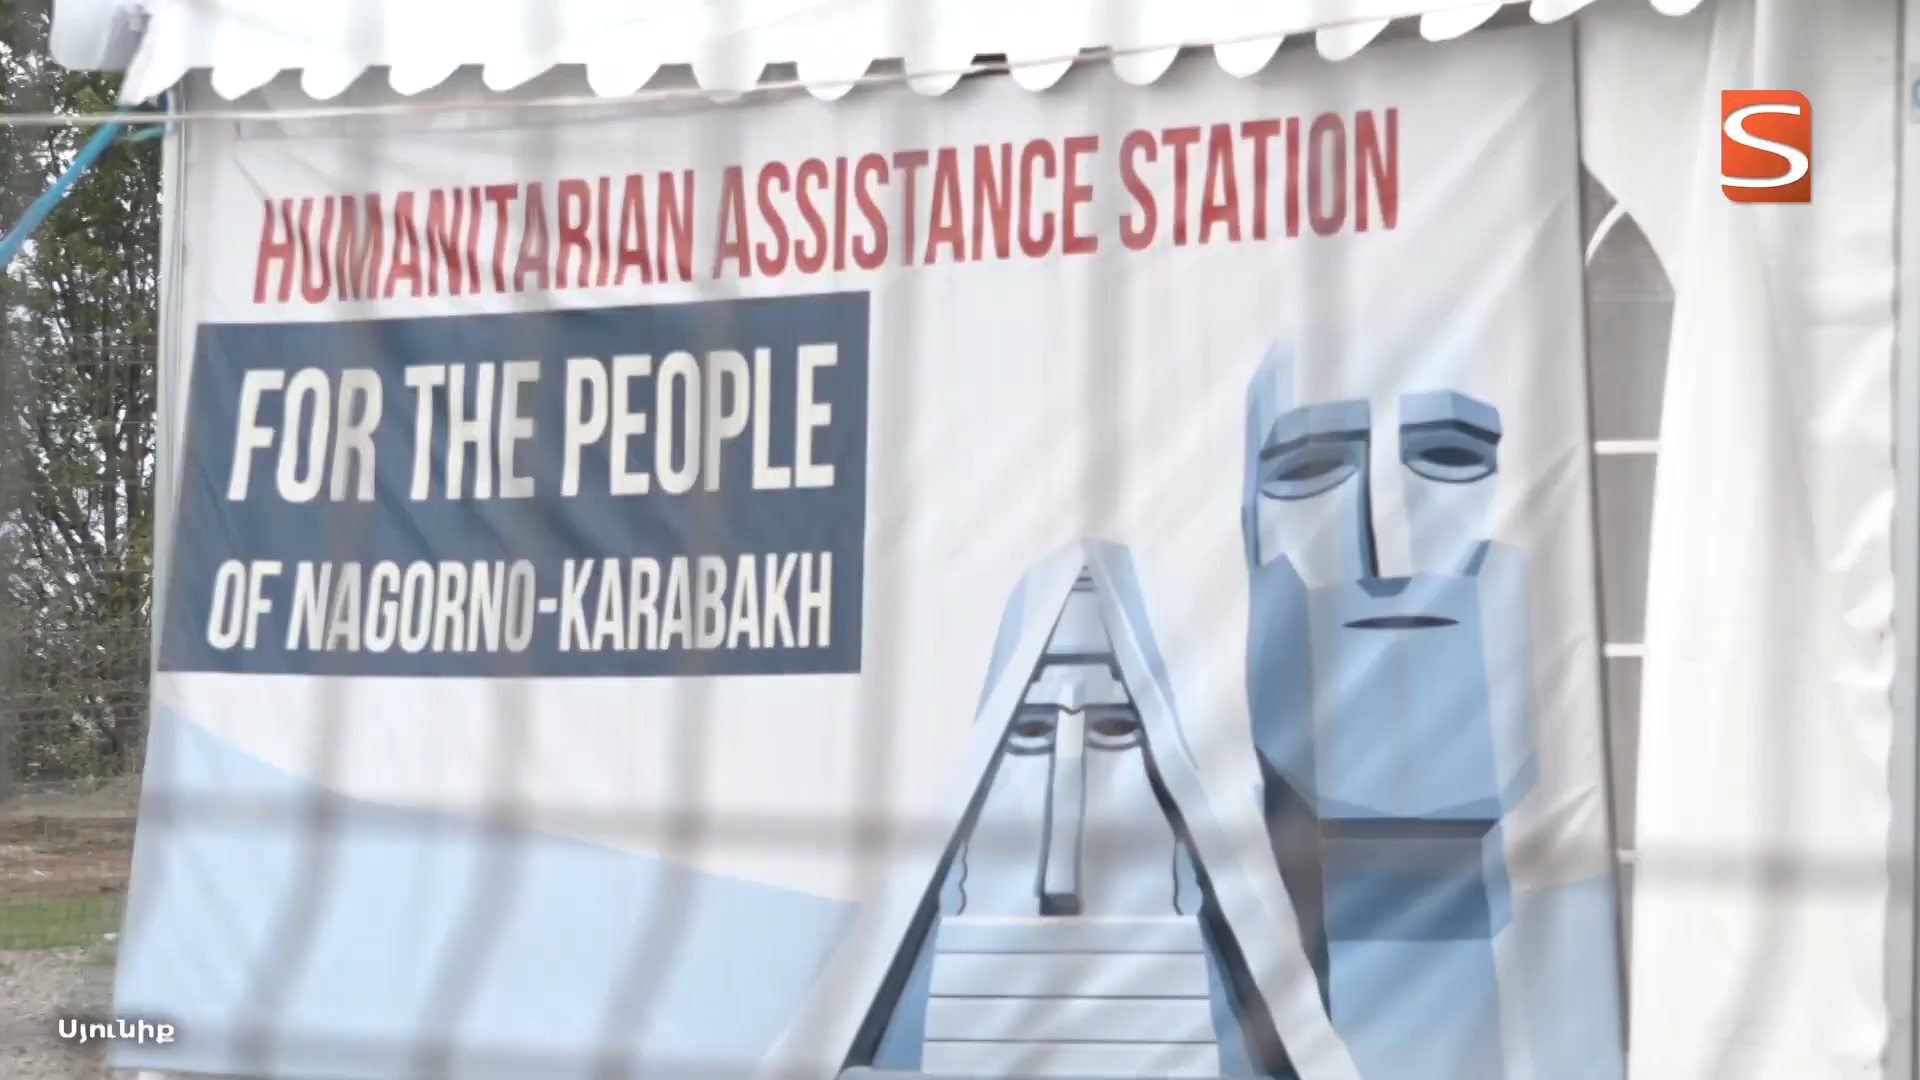 HUMANITARIAN ASSISTANCE STATION
FOR THE PEOPLE
OF NAGORNO-KARABAKH
S
Սյունիք